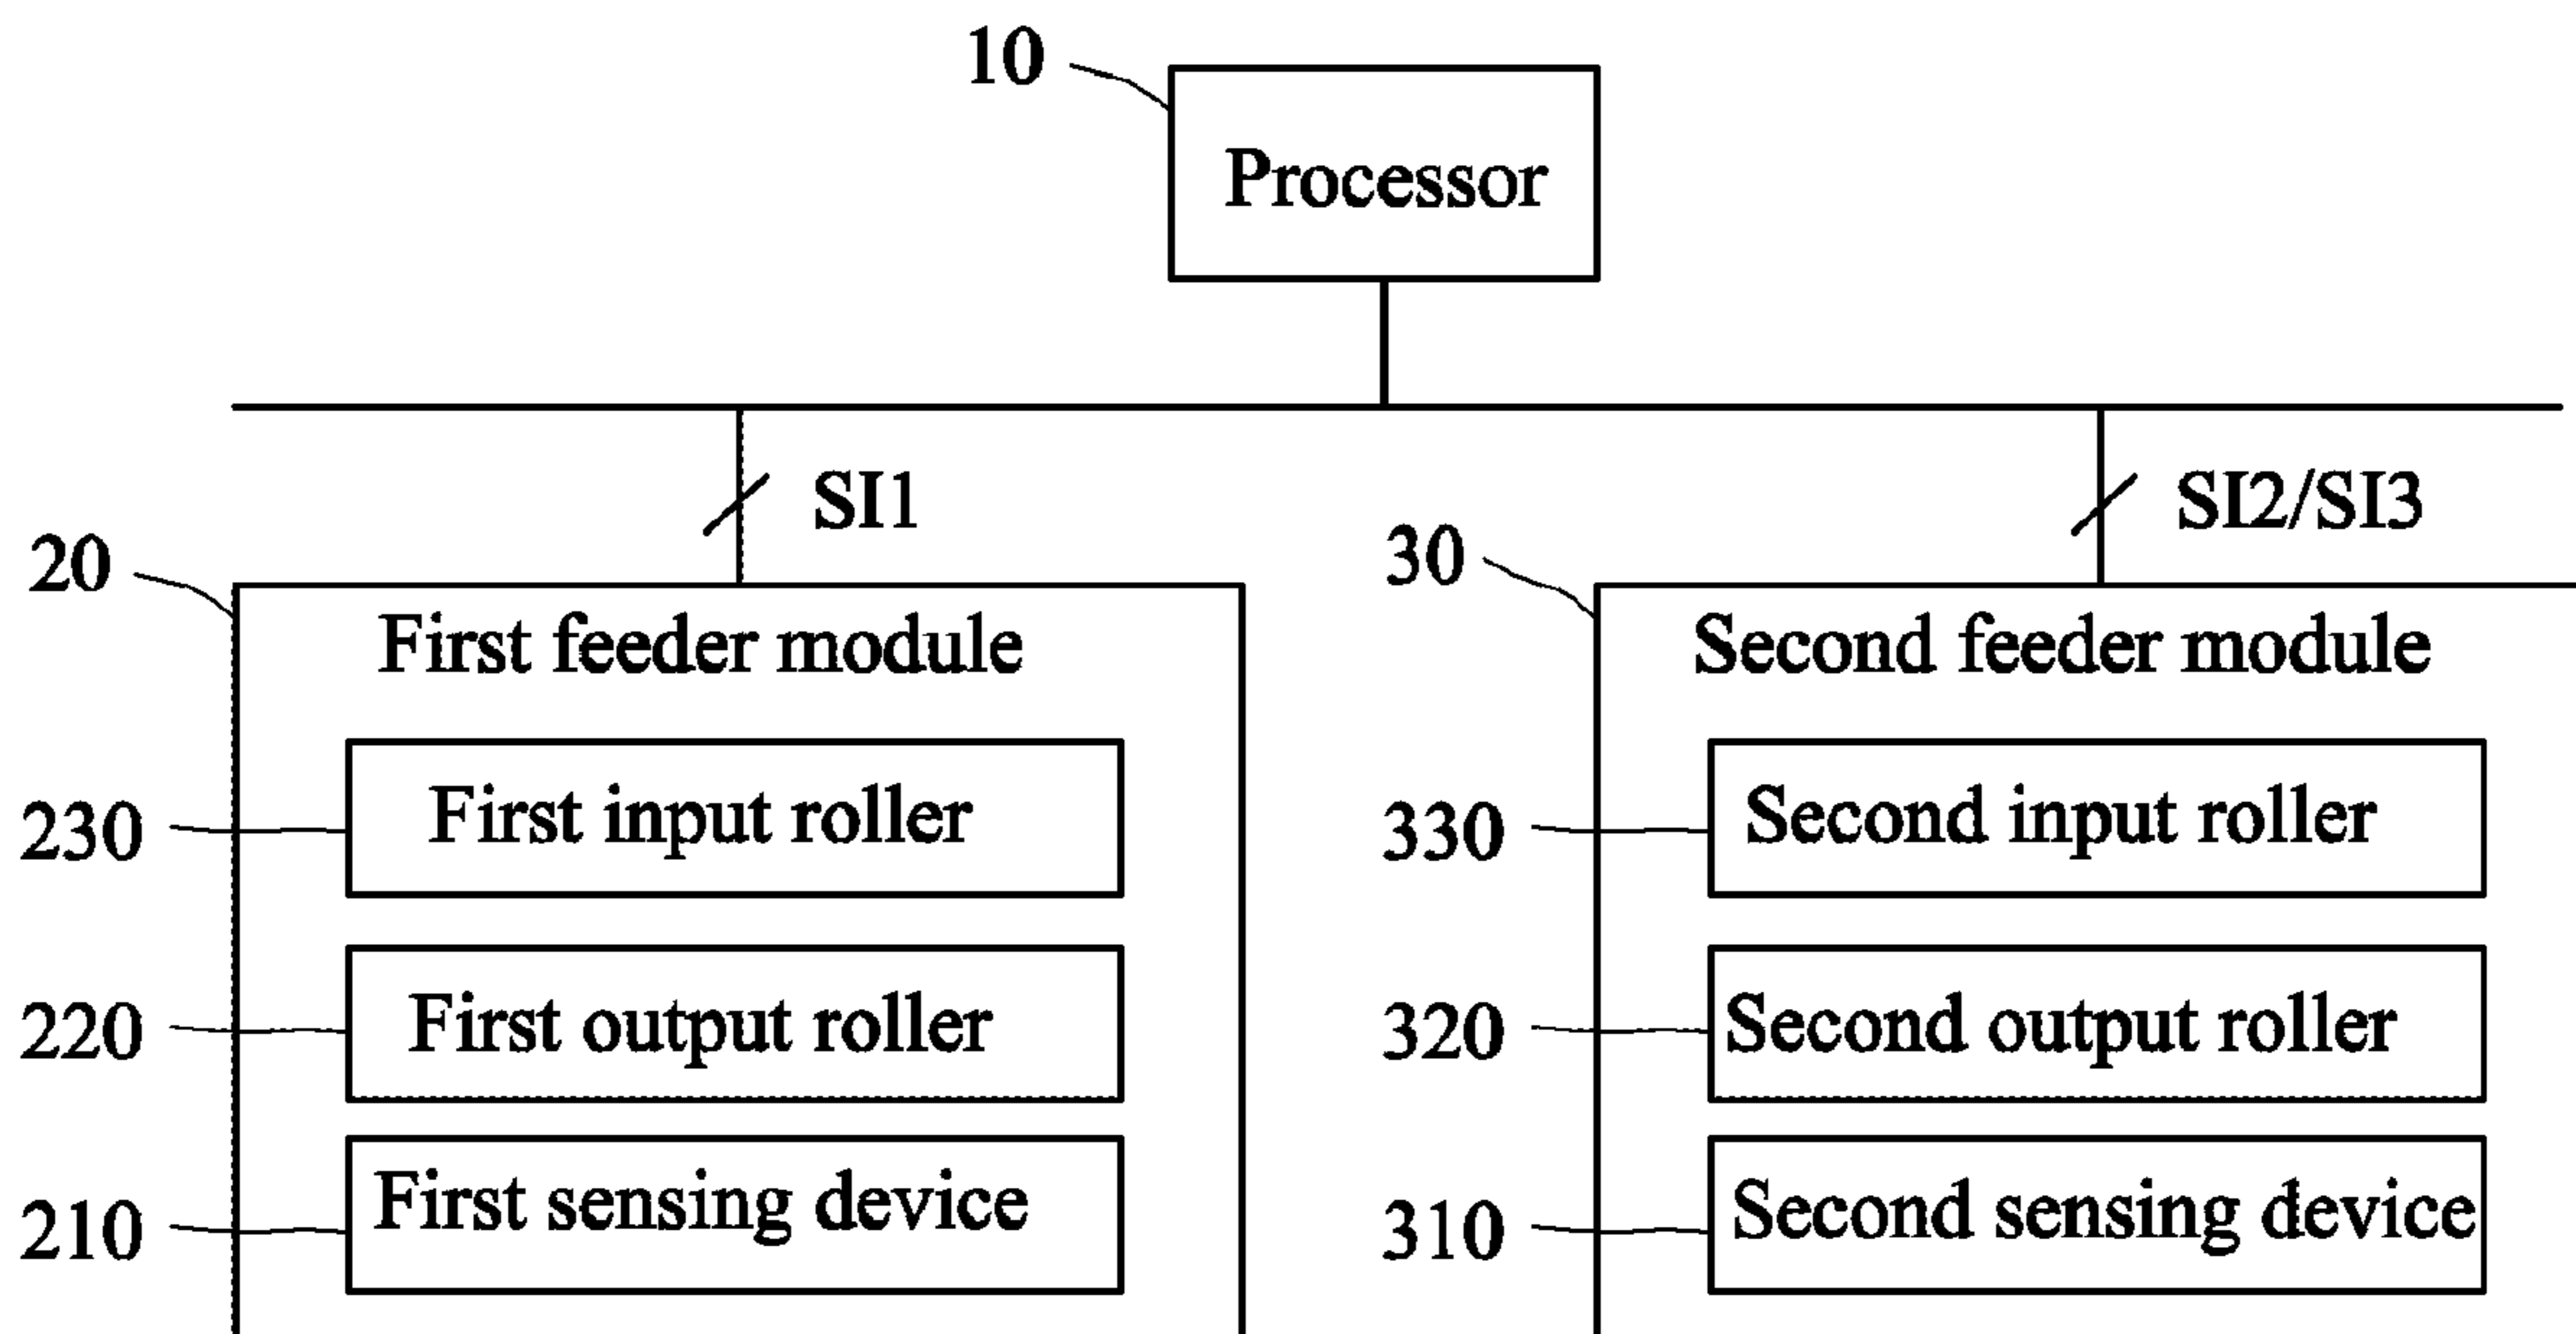 10
Processor
SI1
SI2/SI3
20
First feeder module
230
First input roller
220
First output roller
210
First sensing device
30
Second feeder module
330
Second input roller
320
Second output roller
310
Second sensing device